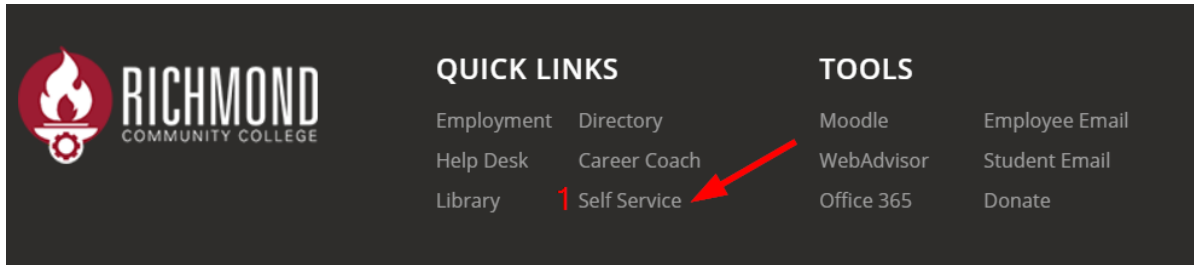 RICHMOND
COMMUNITY COLLEGE
QUICK LINKS
Employment Directory
Help Desk Career Coach
Library 1 Self Service
TOOLS
Moodle Employee Email
WebAdvisor Student Email
Office 365 Donate